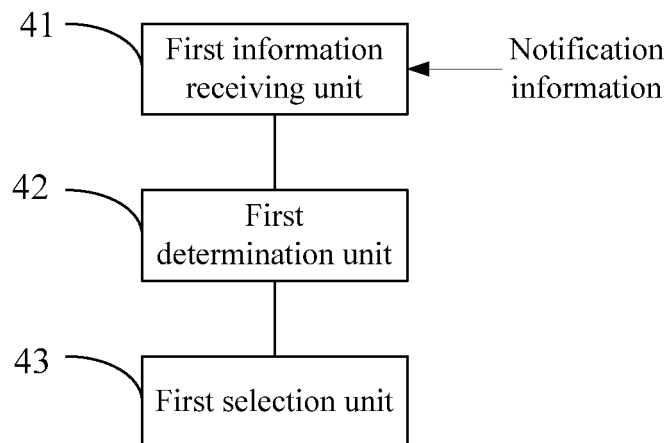 41
First information
receiving unit
Notification
information
42
First
determination unit
43
First selection unit